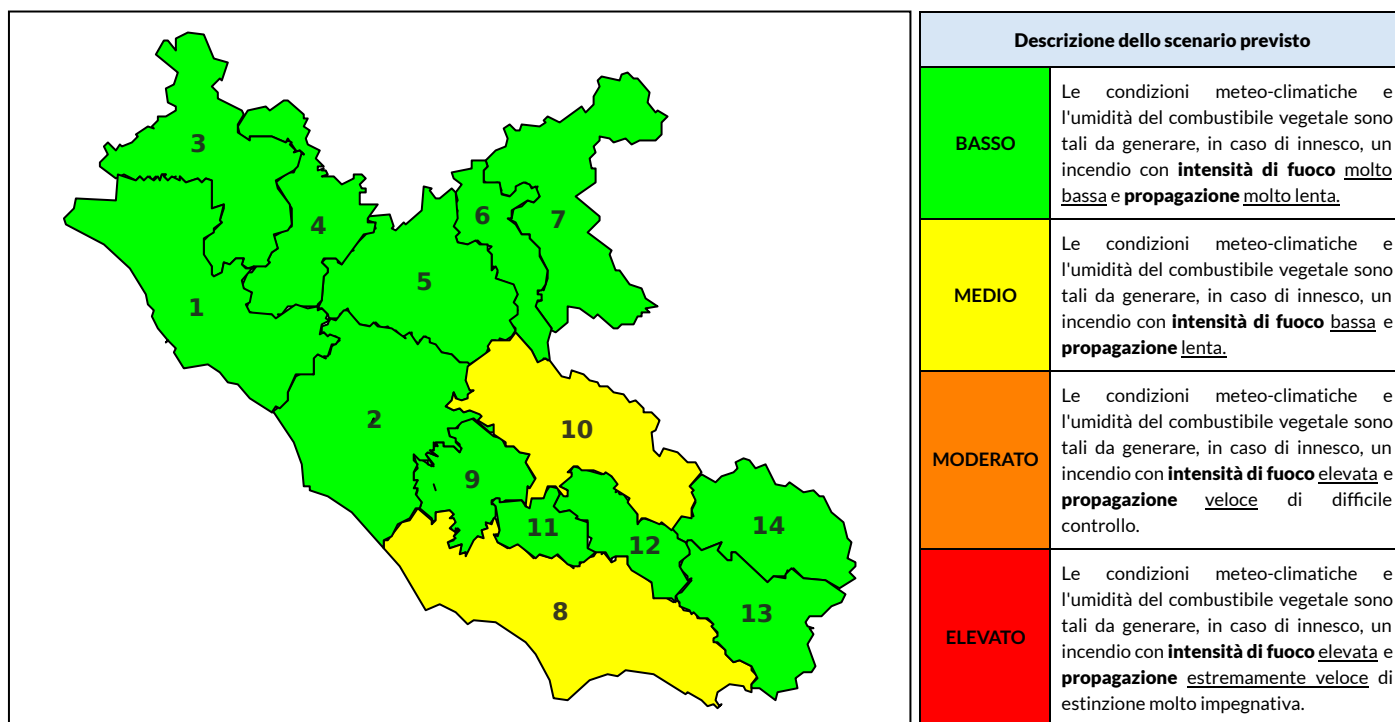 3
4
6
7
5
1
2
10
9
11
12
14
8
13
Descrizione dello scenario previsto
BASSO
Le condizioni meteo-climatiche e
l'umidità del combustibile vegetale sono
tali da generare, in caso di innesco, un
incendio con intensità di fuoco molto
bassa e propagazione molto lenta.
MEDIO
Le condizioni meteo-climatiche e
l'umidità del combustibile vegetale sono
tali da generare, in caso di innesco, un
incendio con intensità di fuoco bassa e
propagazione lenta.
MODERATO
Le condizioni meteo-climatiche e
l'umidità del combustibile vegetale sono
tali da generare, in caso di innesco, un
incendio con intensità di fuoco elevata e
propagazione veloce di difficile
controllo.
ELEVATO
Le condizioni meteo-climatiche e
l'umidità del combustibile vegetale sono
tali da generare, in caso di innesco, un
incendio con intensità di fuoco elevata e
propagazione estremamente veloce di
estinzione molto impegnativa.